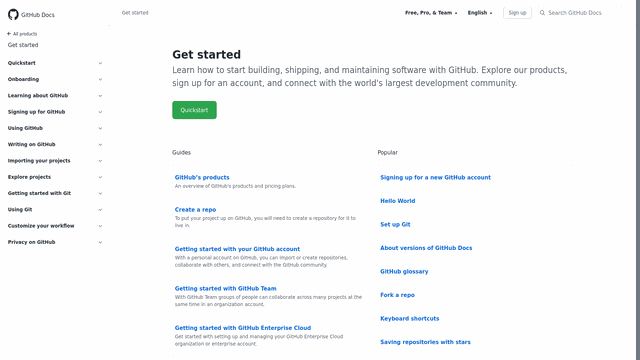 GitHub Docs
Get started
Free, Pro, & Team
English
Sign up
Search GitHub Docs
All products
Get started
Quickstart
Onboarding
Learning about GitHub
Signing up for GitHub
Using GitHub
Writing on GitHub
Importing your projects
Explore projects
Getting started with Git
Using Git
Customize your workflow
Privacy on GitHub
Get started
Learn how to start building, shipping, and maintaining software with GitHub. Explore our products,
sign up for an account, and connect with the world's largest development community.
Quickstart
Guides
GitHub's products
An overview of GitHub's products and pricing plans.
Create a repo
To put your project up on GitHub, you will need to create a repository for it to
live in.
Getting started with your GitHub account
With a personal account on GitHub, you can import or create repositories,
collaborate with others, and connect with the GitHub community.
Getting started with GitHub Team
With GitHub Team groups of people can collaborate across many projects at the
same time in an organization account.
Getting started with GitHub Enterprise Cloud
Get started with setting up and managing your GitHub Enterprise Cloud
organization or enterprise account.
Popular
Signing up for a new GitHub account
Hello World
Set up Git
About versions of GitHub Docs
GitHub glossary
Fork a repo
Keyboard shortcuts
Saving repositories with stars